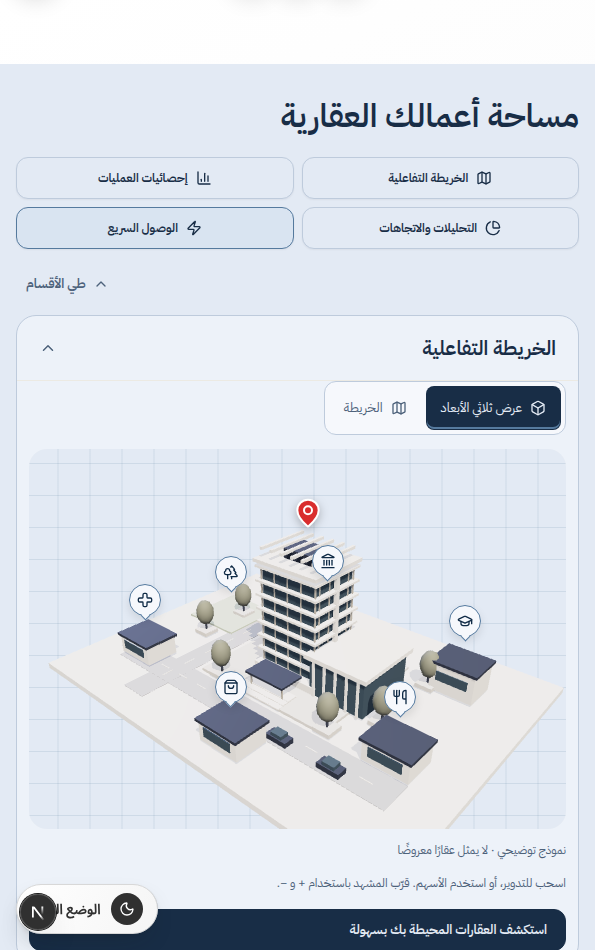 مساحة أعمالك العقارية
الخريطة التفاعلية
إحصائيات العمليات
التحليلات والاتجاهات
الوصول السريع
طي الأقسام
الخريطة التفاعلية
عرض ثلاثي الأبعاد
الخريطة
نموذج توضيحي · لا يمثل عقارًا معروضًا
اسحب للتدوير، أو استخدم الأسهم. قرّب المشهد باستخدام + و −.
الوضع
N
استكشف العقارات المحيطة بك بسهولة